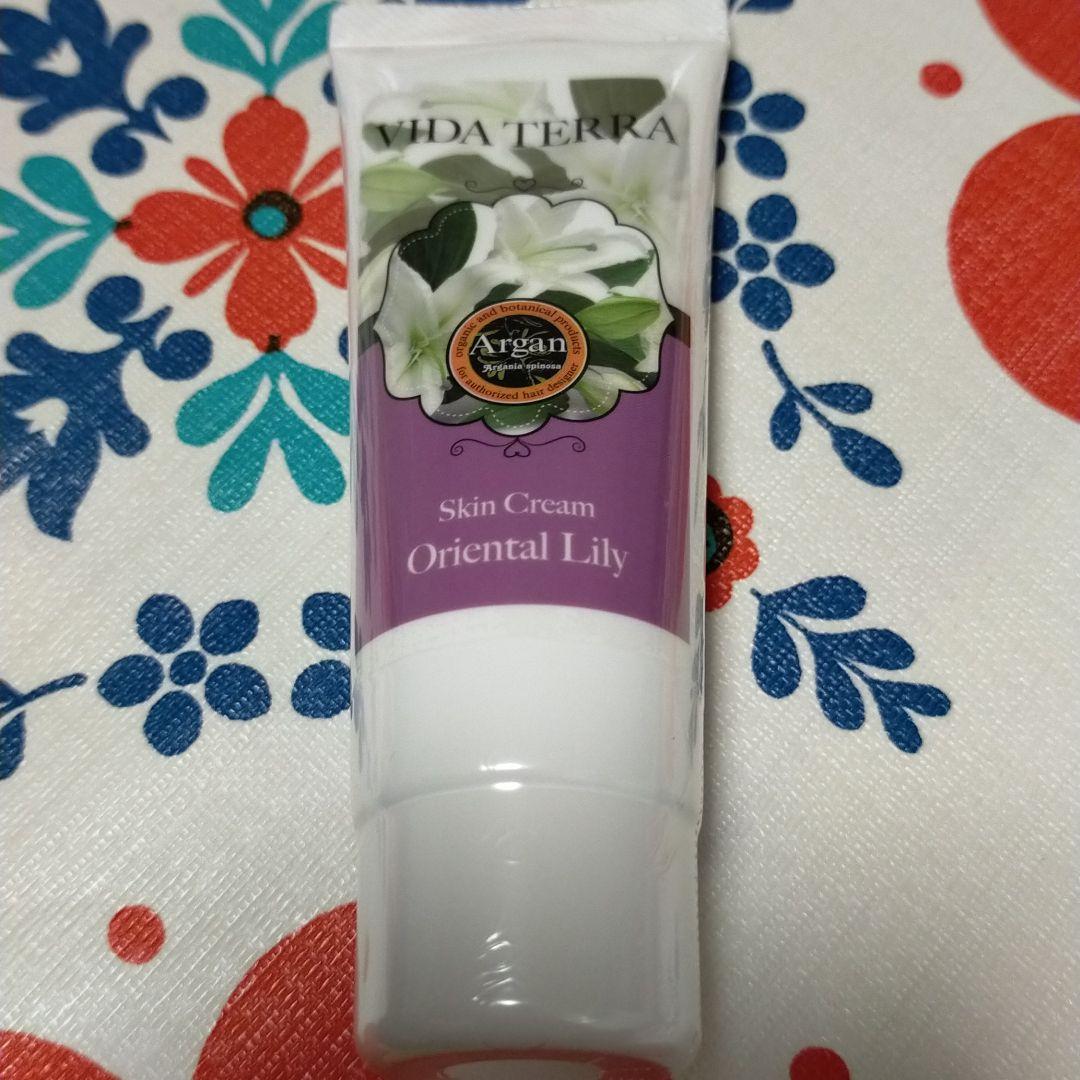 VIDA TERRA
organic and botanical products
Argan
Argania spinosa
for authorized hair designer
Skin Cream
Oriental Lily